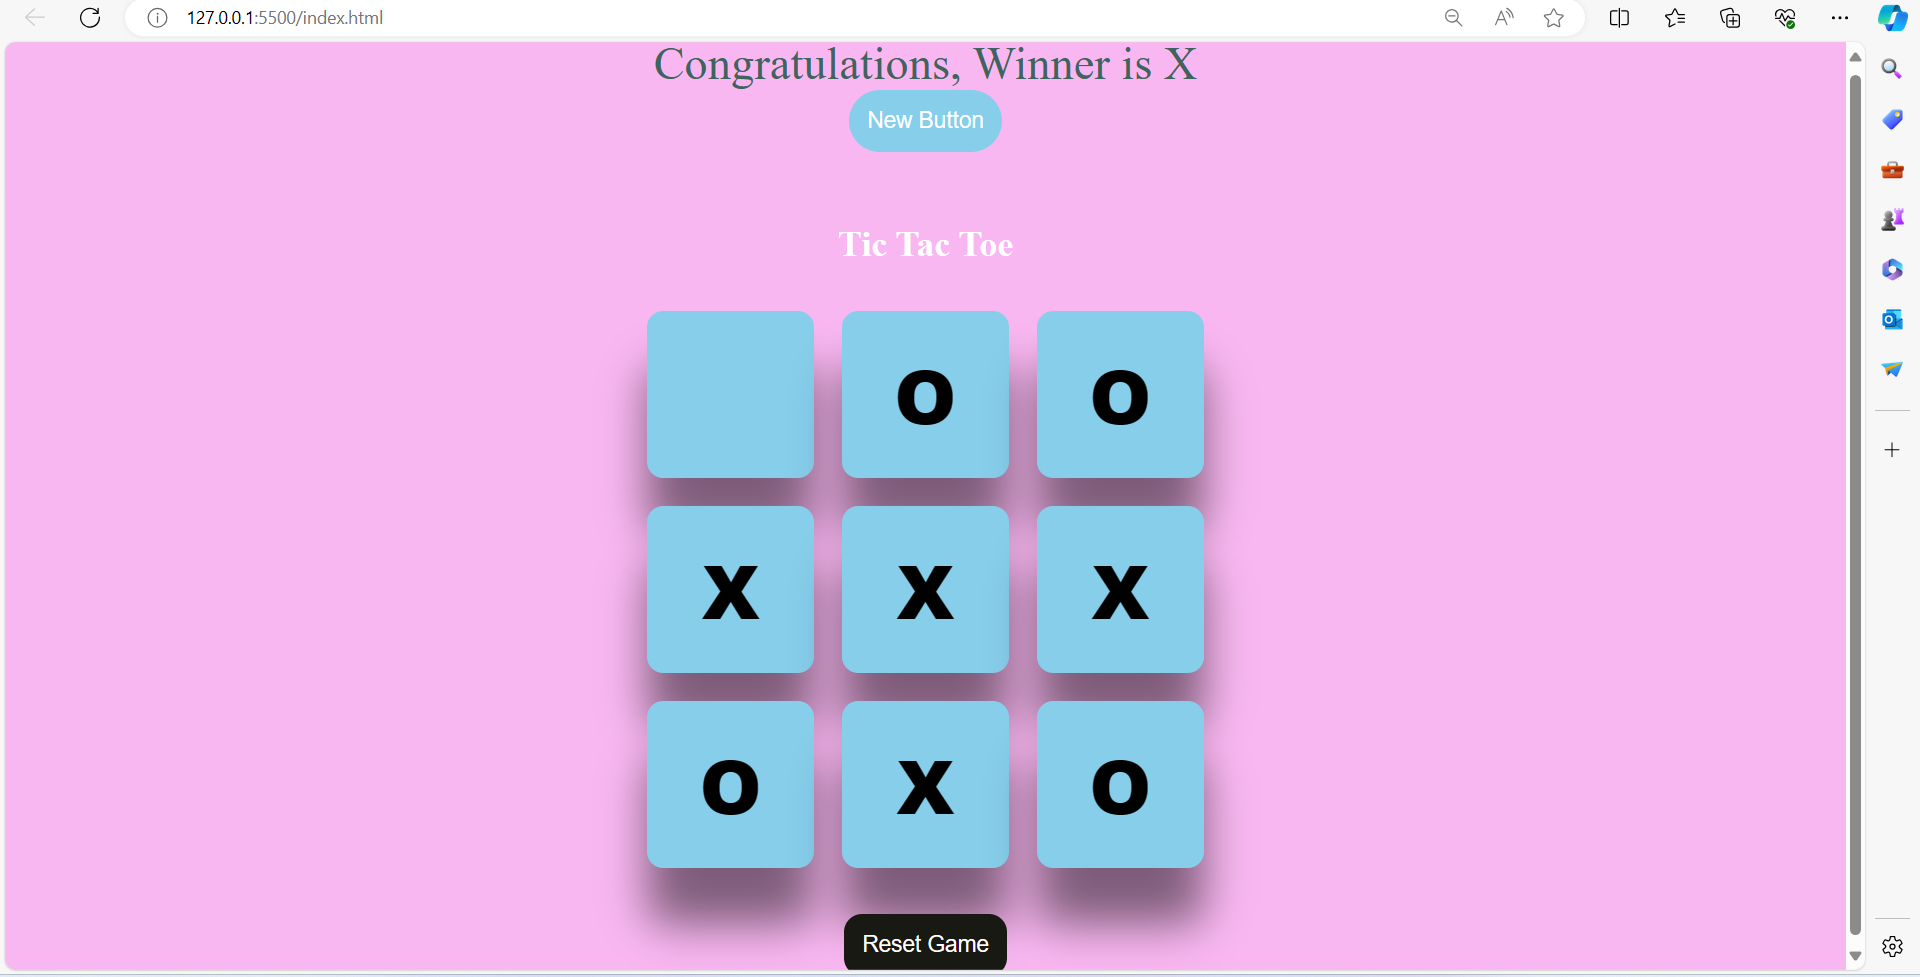 127.0.0.1:5500/index.html
Congratulations, Winner is X
New Button
Tic Tac Toe
O O
X X X
O X O
Reset Game